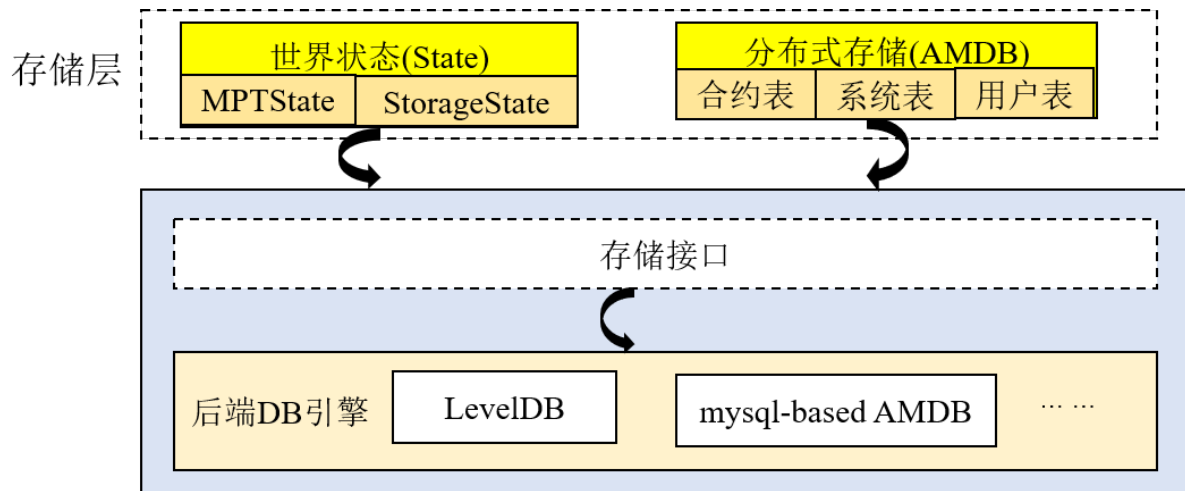 存储层
世界状态(State)
MPTState
StorageState
分布式存储(AMDB)
合约表
系统表
用户表
存储接口
后端DB引擎
LevelDB
mysql-based AMDB
... ...